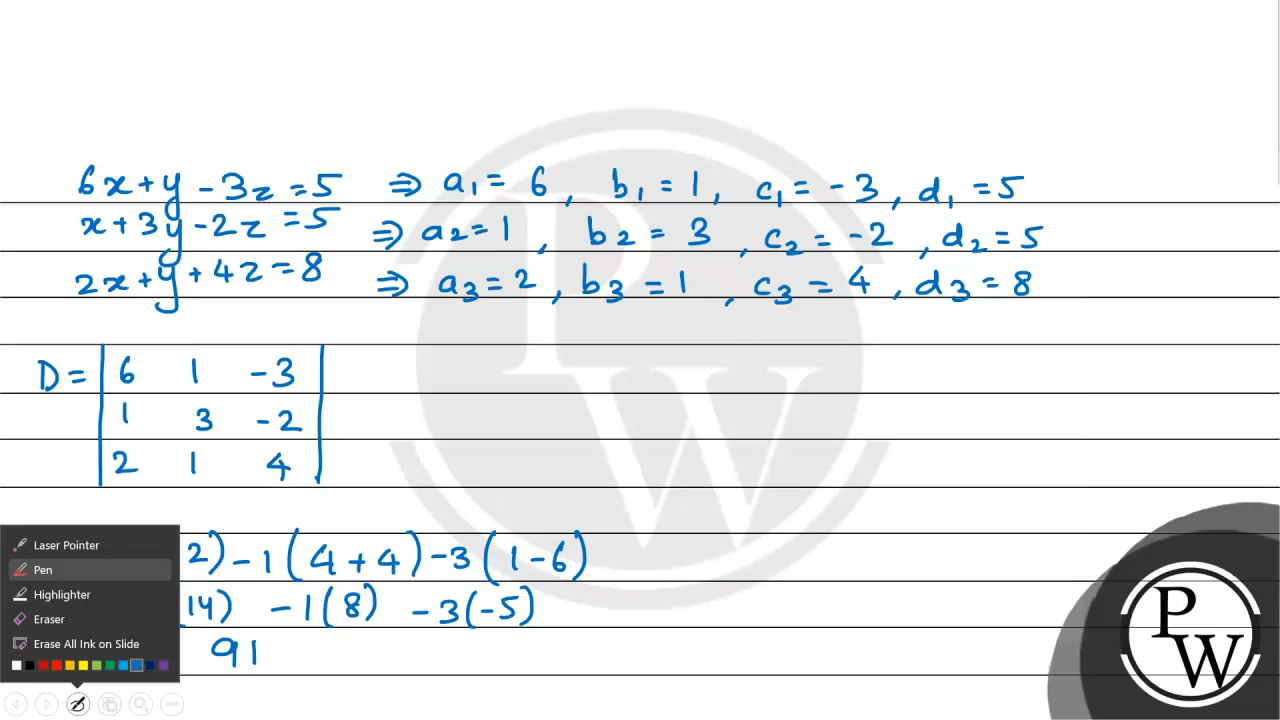 6x+y-3z=5 ⇒ a₁= 6, b₁=1, c₁=-3, d₁=5
x+3y-2z=5 ⇒ a₂=1, b₂=3, c₂=-2, d₂=5
2x+y+4z=8 ⇒ a₃=2, b₃=1, c₃=4, d₃=8
D= | 6 1 -3 |
| 1 3 -2 |
| 2 1 4 |
2)-1(4+4)-3(1-6)
14) -1(8) -3(-5)
91
Laser Pointer
Pen
Highlighter
Eraser
Erase All Ink on Slide
P
W
P
W